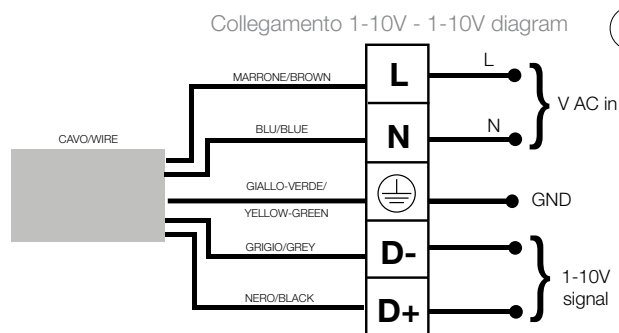 Collegamento 1-10V - 1-10V diagram
MARRONE/BROWN
L
L
V AC in
CAVO/WIRE
BLU/BLUE
N
N
GIALLO-VERDE/
YELLOW-GREEN
GND
GRIGIO/GREY
D-
1-10V
signal
NERO/BLACK
D+